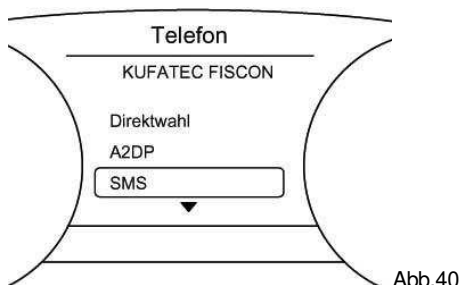 Telefon
KUFATEC FISCON
Direktwahl
A2DP
SMS
Abb.40